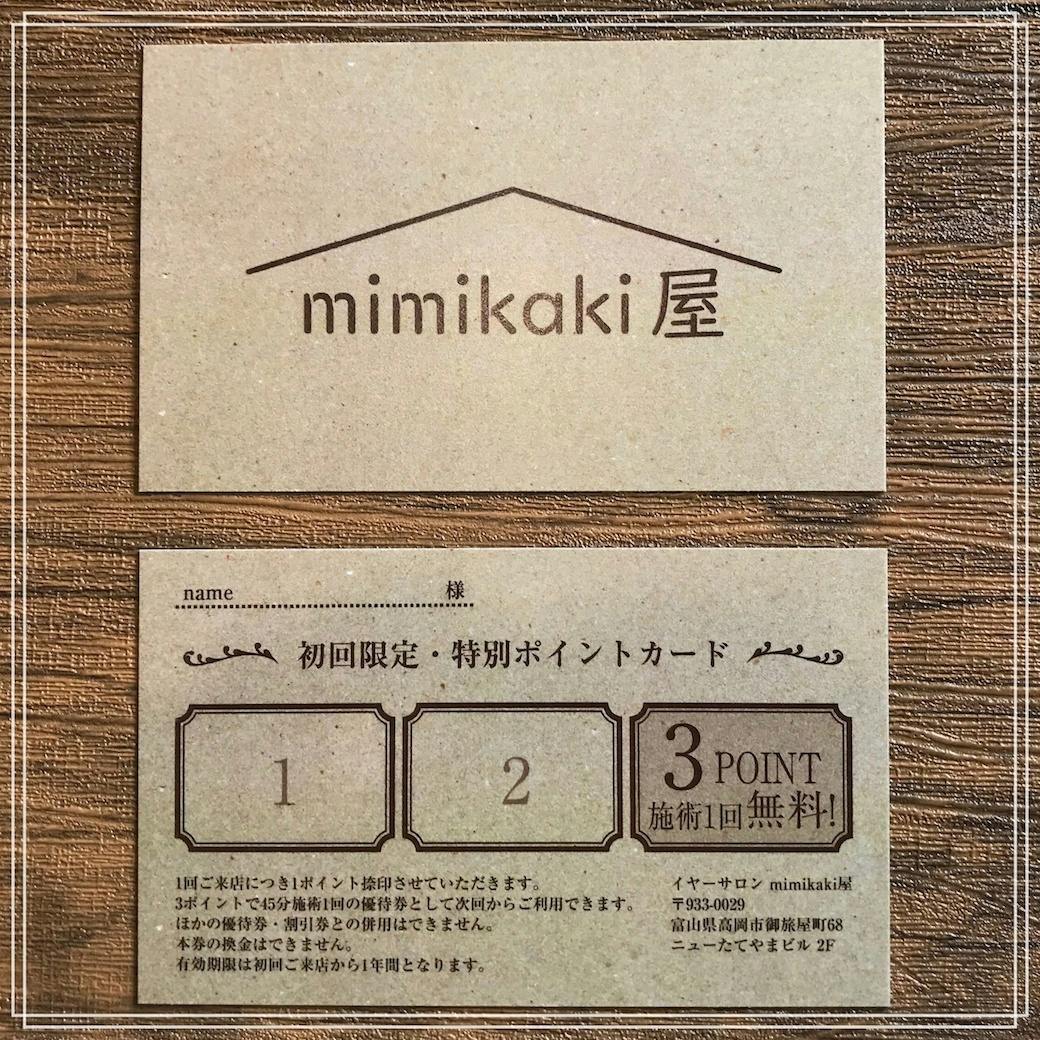 mimikaki屋
name 様
初回限定・特別ポイントカード
1
2
3 POINT
施術1回無料!
1回ご来店につき1ポイント捺印させていただきます。
3ポイントで45分施術1回の優待券として次回からご利用できます。
ほかの優待券・割引券との併用はできません。
本券の換金はできません。
有効期限は初回ご来店から1年間となります。
イヤーサロン mimikaki屋
〒933-0029
富山県高岡市御旅屋町68
ニューたてやまビル 2F